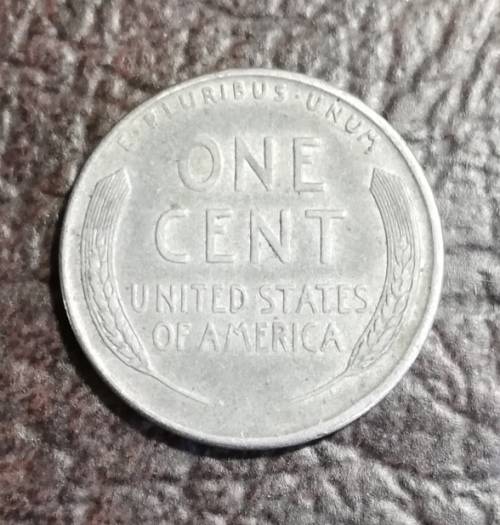 E·PLURIBUS·UNUM
ONE
CENT
UNITED STATES
OF AMERICA